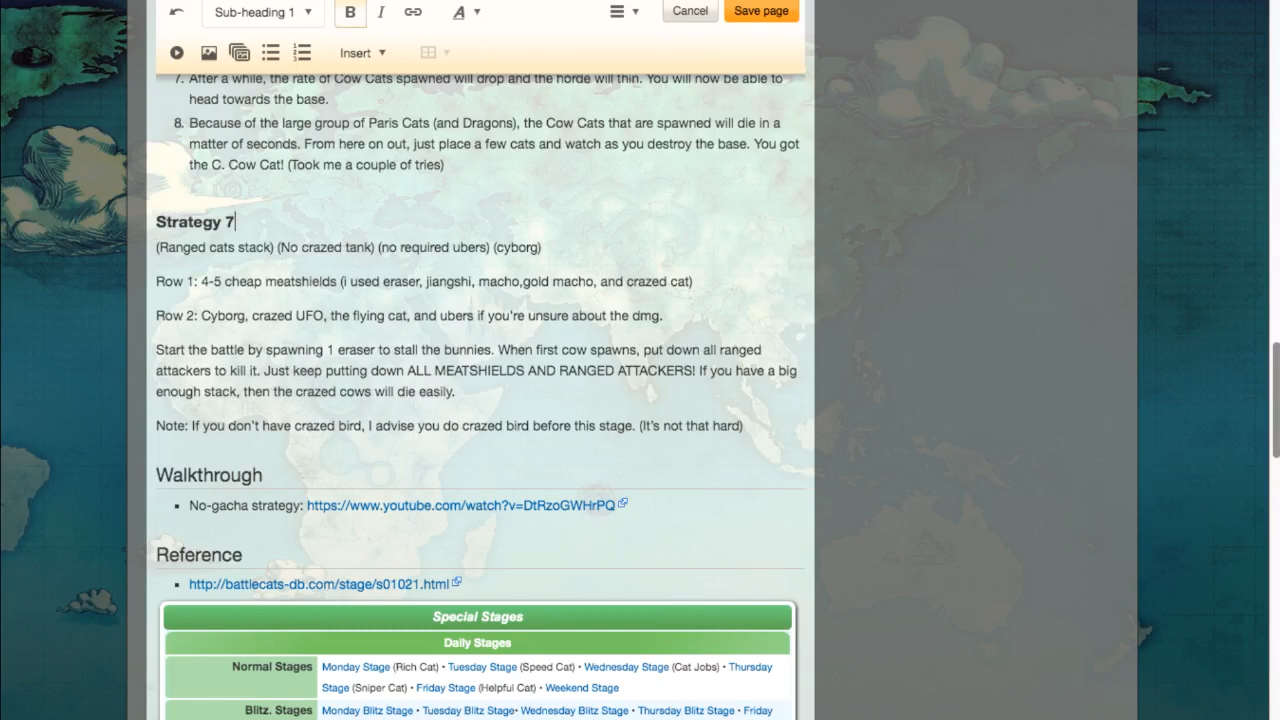 Sub-heading 1
B
I
A
Cancel
Save page
Insert
7. After a while, the rate of Cow Cats spawned will drop and the horde will thin. You will now be able to
head towards the base.
8. Because of the large group of Paris Cats (and Dragons), the Cow Cats that are spawned will die in a
matter of seconds. From here on out, just place a few cats and watch as you destroy the base. You got
the C. Cow Cat! (Took me a couple of tries)
Strategy 7
(Ranged cats stack) (No crazed tank) (no required ubers) (cyborg)
Row 1: 4-5 cheap meatshields (i used eraser, jiangshi, macho,gold macho, and crazed cat)
Row 2: Cyborg, crazed UFO, the flying cat, and ubers if you're unsure about the dmg.
Start the battle by spawning 1 eraser to stall the bunnies. When first cow spawns, put down all ranged
attackers to kill it. Just keep putting down ALL MEATSHIELDS AND RANGED ATTACKERS! If you have a big
enough stack, then the crazed cows will die easily.
Note: If you don't have crazed bird, I advise you do crazed bird before this stage. (It's not that hard)
Walkthrough
▪ No-gacha strategy: https://www.youtube.com/watch?v=DtRzoGWHrPQ
Reference
▪ http://battlecats-db.com/stage/s01021.html
Special Stages
Daily Stages
Normal Stages Monday Stage (Rich Cat) • Tuesday Stage (Speed Cat) • Wednesday Stage (Cat Jobs) • Thursday
Stage (Sniper Cat) • Friday Stage (Helpful Cat) • Weekend Stage
Blitz. Stages Monday Blitz Stage • Tuesday Blitz Stage• Wednesday Blitz Stage • Thursday Blitz Stage • Friday